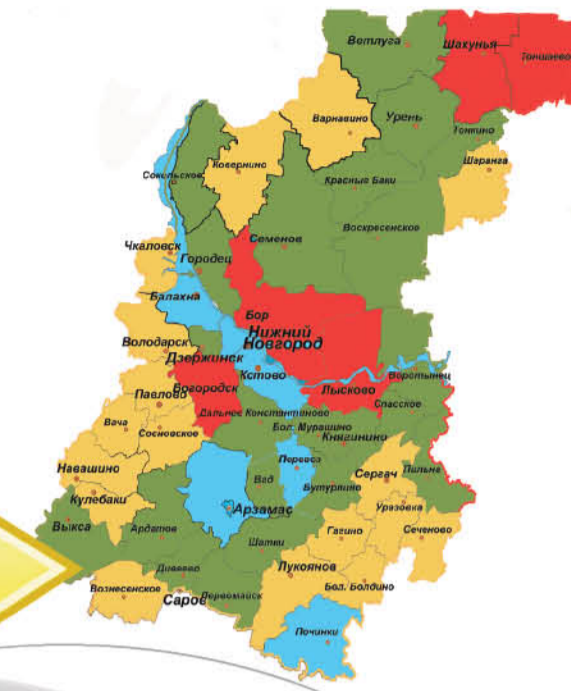 Ветлуга
Шахунья
Тоншаево
Варнавино
Урень
Тонкино
Шаранга
Ковернино
Сокольское
Красные Баки
Воскресенское
Чкаловск
Семенов
Городец
Балахна
Бор
Нижний
Новгород
Володарск
Дзержинск
Кстово
Воротынец
Богородск
Лысково
Спасское
Павлово
Дальнее Константиново
Вача
Сосновское
Бол. Мурашкино
Княгинино
Навашино
Перевоз
Сергач
Пильна
Кулебаки
Вад
Бутурлино
Уразовка
Выкса
Ардатов
Арзамас
Гагино
Сеченово
Шатки
Дивеево
Лукоянов
Вознесенское
Саров
Первомайск
Бол. Болдино
Починки